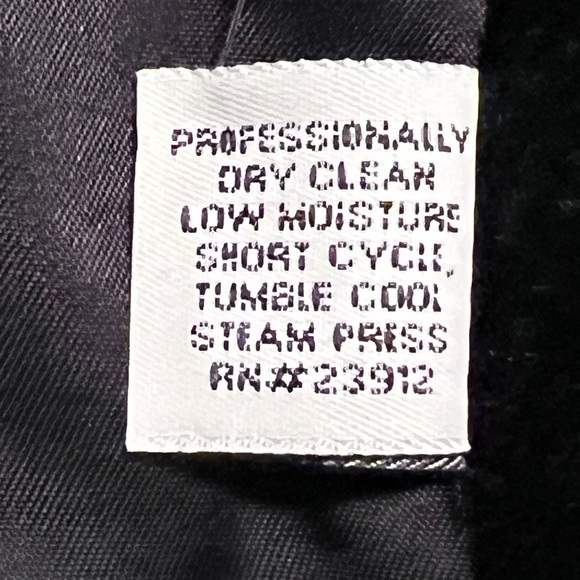 PROFESSIONALLY
DRY CLEAN
LOW MOISTURE
SHORT CYCLE,
TUMBLE COOL
STEAM PRESS
RN#23912